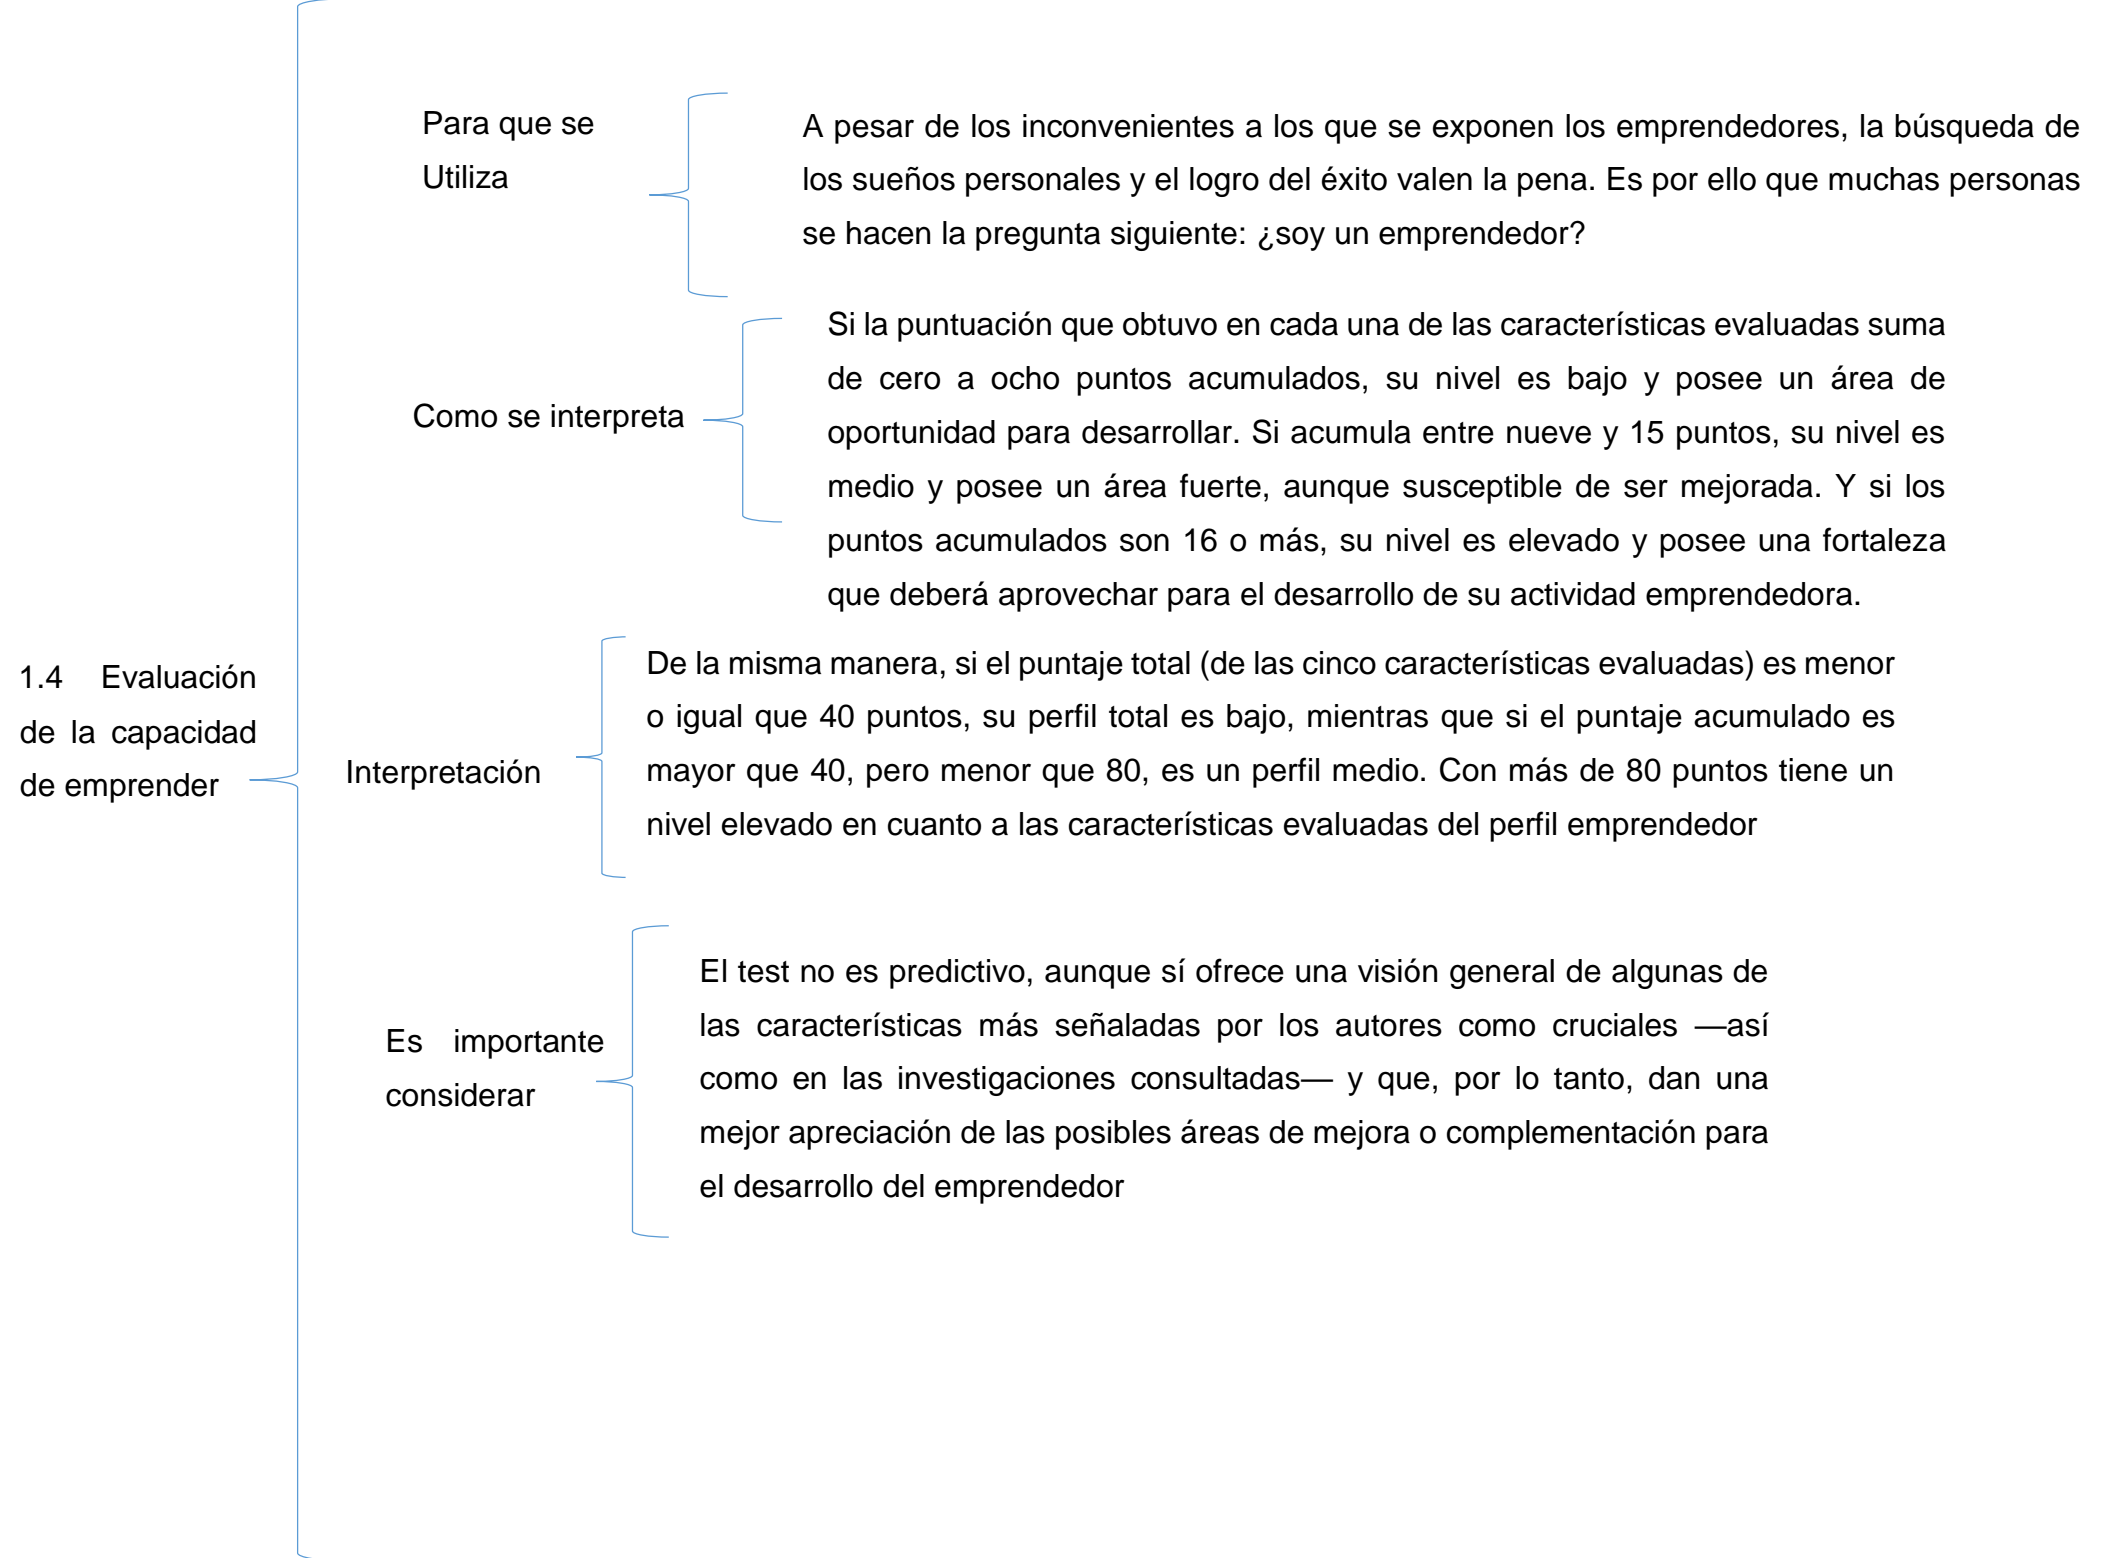 1.4 Evaluación
de la capacidad
de emprender
Para que se
Utiliza
A pesar de los inconvenientes a los que se exponen los emprendedores, la búsqueda de
los sueños personales y el logro del éxito valen la pena. Es por ello que muchas personas
se hacen la pregunta siguiente: ¿soy un emprendedor?
Como se interpreta
Si la puntuación que obtuvo en cada una de las características evaluadas suma
de cero a ocho puntos acumulados, su nivel es bajo y posee un área de
oportunidad para desarrollar. Si acumula entre nueve y 15 puntos, su nivel es
medio y posee un área fuerte, aunque susceptible de ser mejorada. Y si los
puntos acumulados son 16 o más, su nivel es elevado y posee una fortaleza
que deberá aprovechar para el desarrollo de su actividad emprendedora.
Interpretación
De la misma manera, si el puntaje total (de las cinco características evaluadas) es menor
o igual que 40 puntos, su perfil total es bajo, mientras que si el puntaje acumulado es
mayor que 40, pero menor que 80, es un perfil medio. Con más de 80 puntos tiene un
nivel elevado en cuanto a las características evaluadas del perfil emprendedor
Es importante
considerar
El test no es predictivo, aunque sí ofrece una visión general de algunas de
las características más señaladas por los autores como cruciales —así
como en las investigaciones consultadas— y que, por lo tanto, dan una
mejor apreciación de las posibles áreas de mejora o complementación para
el desarrollo del emprendedor